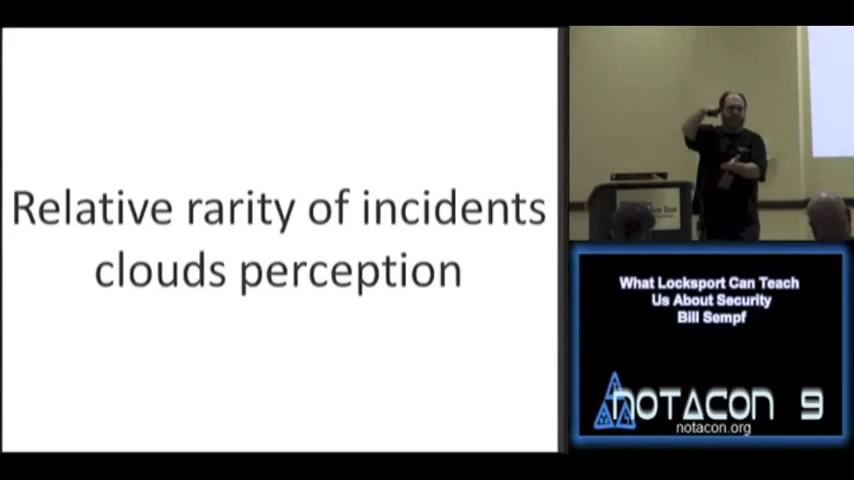 Relative rarity of incidents
clouds perception
What Locksport Can Teach
Us About Security
Bill Sempf
NOTACON 9
notacon.org